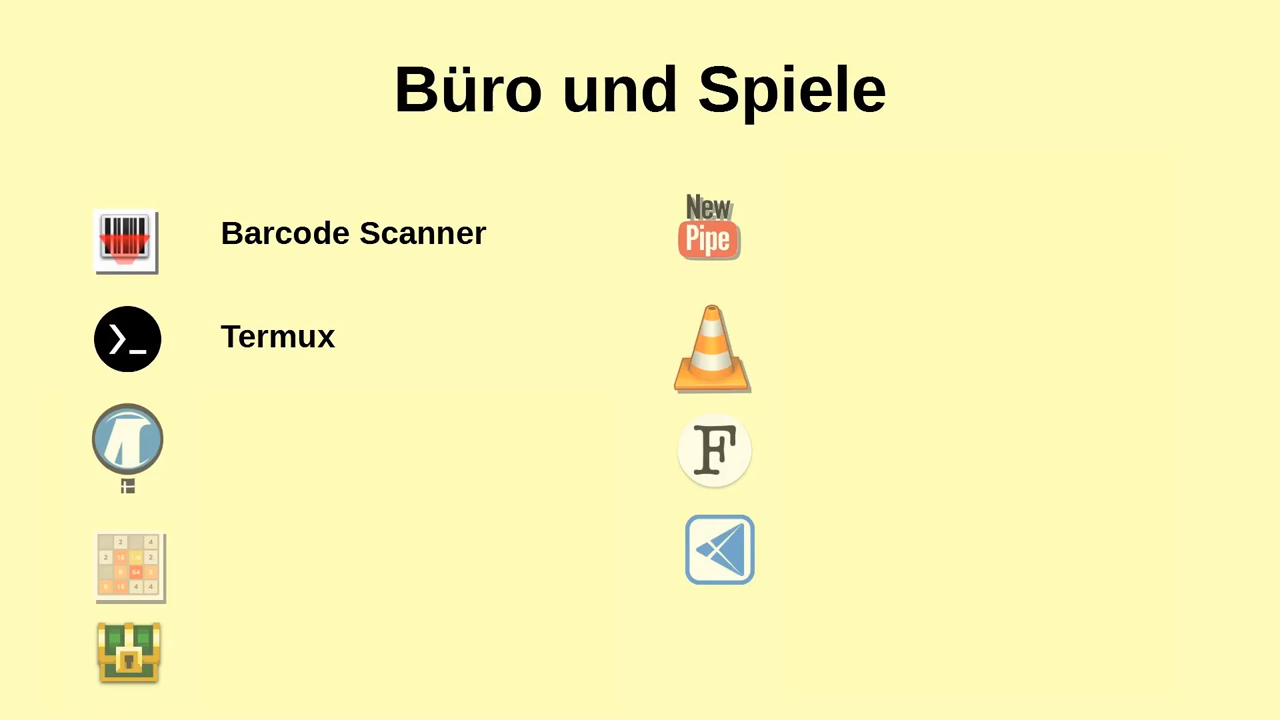 Büro und Spiele
Barcode Scanner
Termux
New
Pipe
F